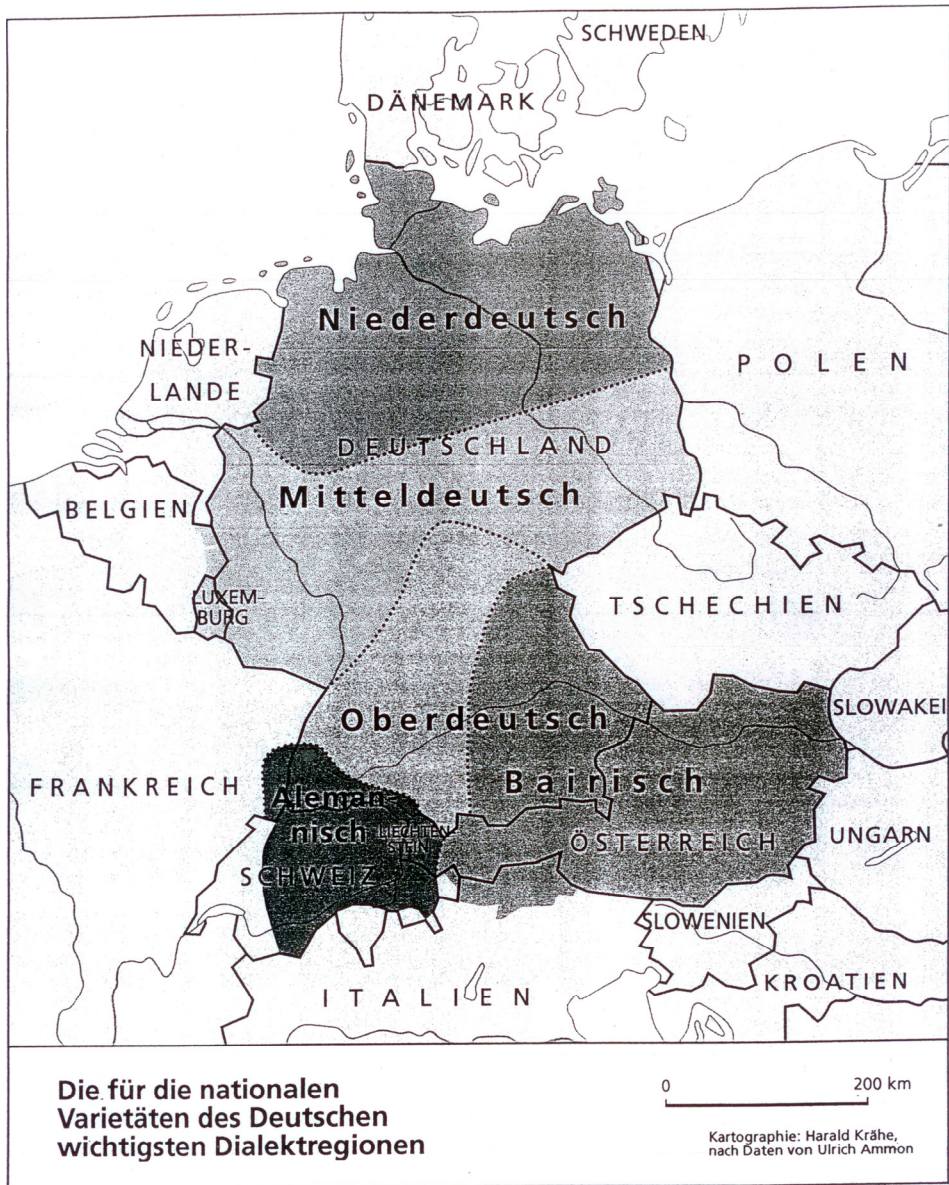 SCHWEDEN
DÄNEMARK
Niederdeutsch
NIEDER-
LANDE
POLEN
DEUTSCHLAND
Mitteldeutsch
BELGIEN
LUXEM-
BURG
TSCHECHIEN
Oberdeutsch
SLOWAKEI
FRANKREICH
Bairisch
Aleman-
nisch
LIECHTEN
STEIN
ÖSTERREICH
UNGARN
SCHWEIZ
SLOWENIEN
KROATIEN
ITALIEN
Die für die nationalen
Varietäten des Deutschen
wichtigsten Dialektregionen
0 200 km
Kartographie: Harald Krähe,
nach Daten von Ulrich Ammon